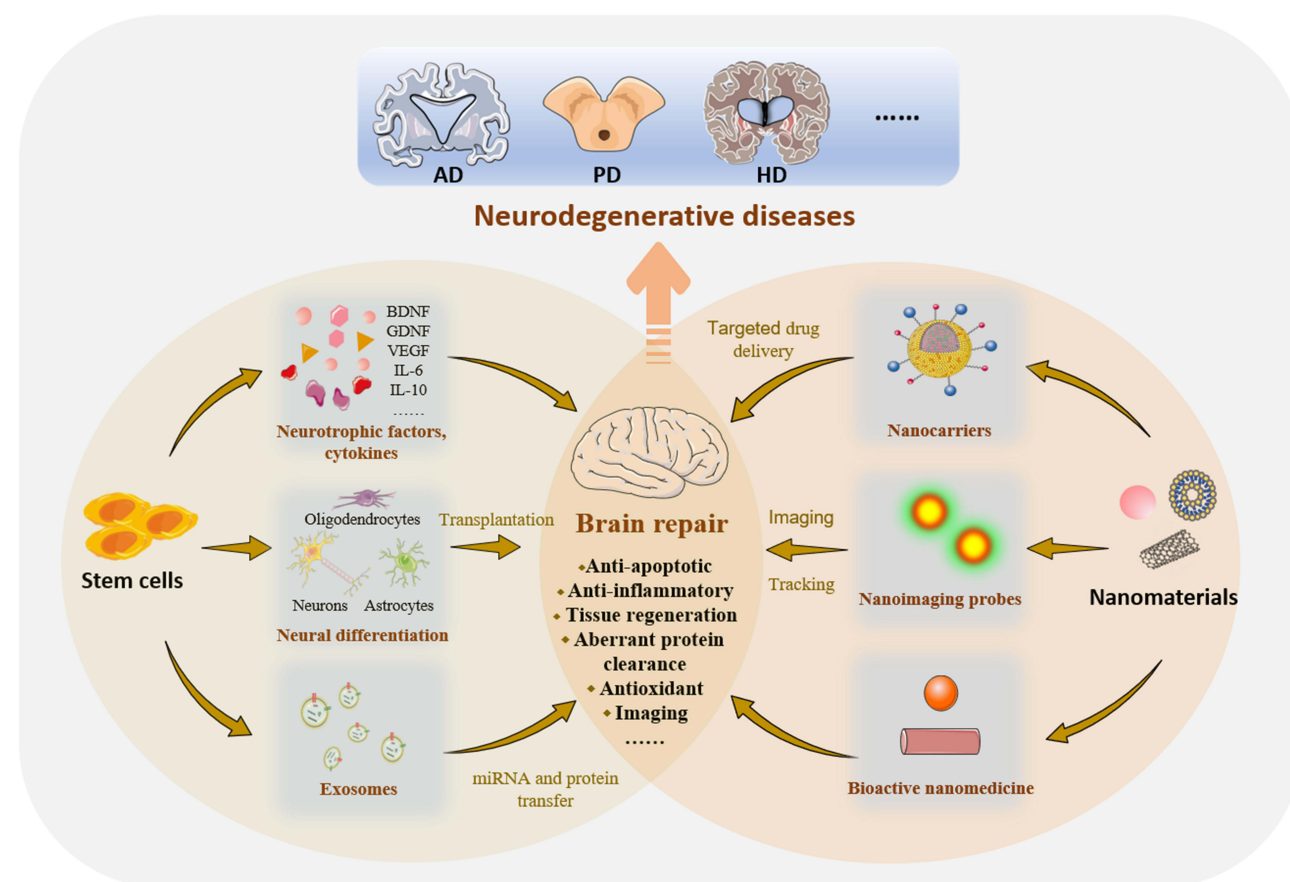 AD
PD
HD
......
Neurodegenerative diseases
BDNF
GDNF
VEGF
IL-6
IL-10
......
Neurotrophic factors,
cytokines
Stem cells
Oligodendrocytes
Neurons
Astrocytes
Neural differentiation
Transplantation
Exosomes
miRNA and protein
transfer
Brain repair
Anti-apoptotic
Anti-inflammatory
Tissue regeneration
Aberrant protein
clearance
Antioxidant
Imaging
......
Targeted drug
delivery
Nanocarriers
Imaging
Tracking
Nanoimaging probes
Nanomaterials
Bioactive nanomedicine